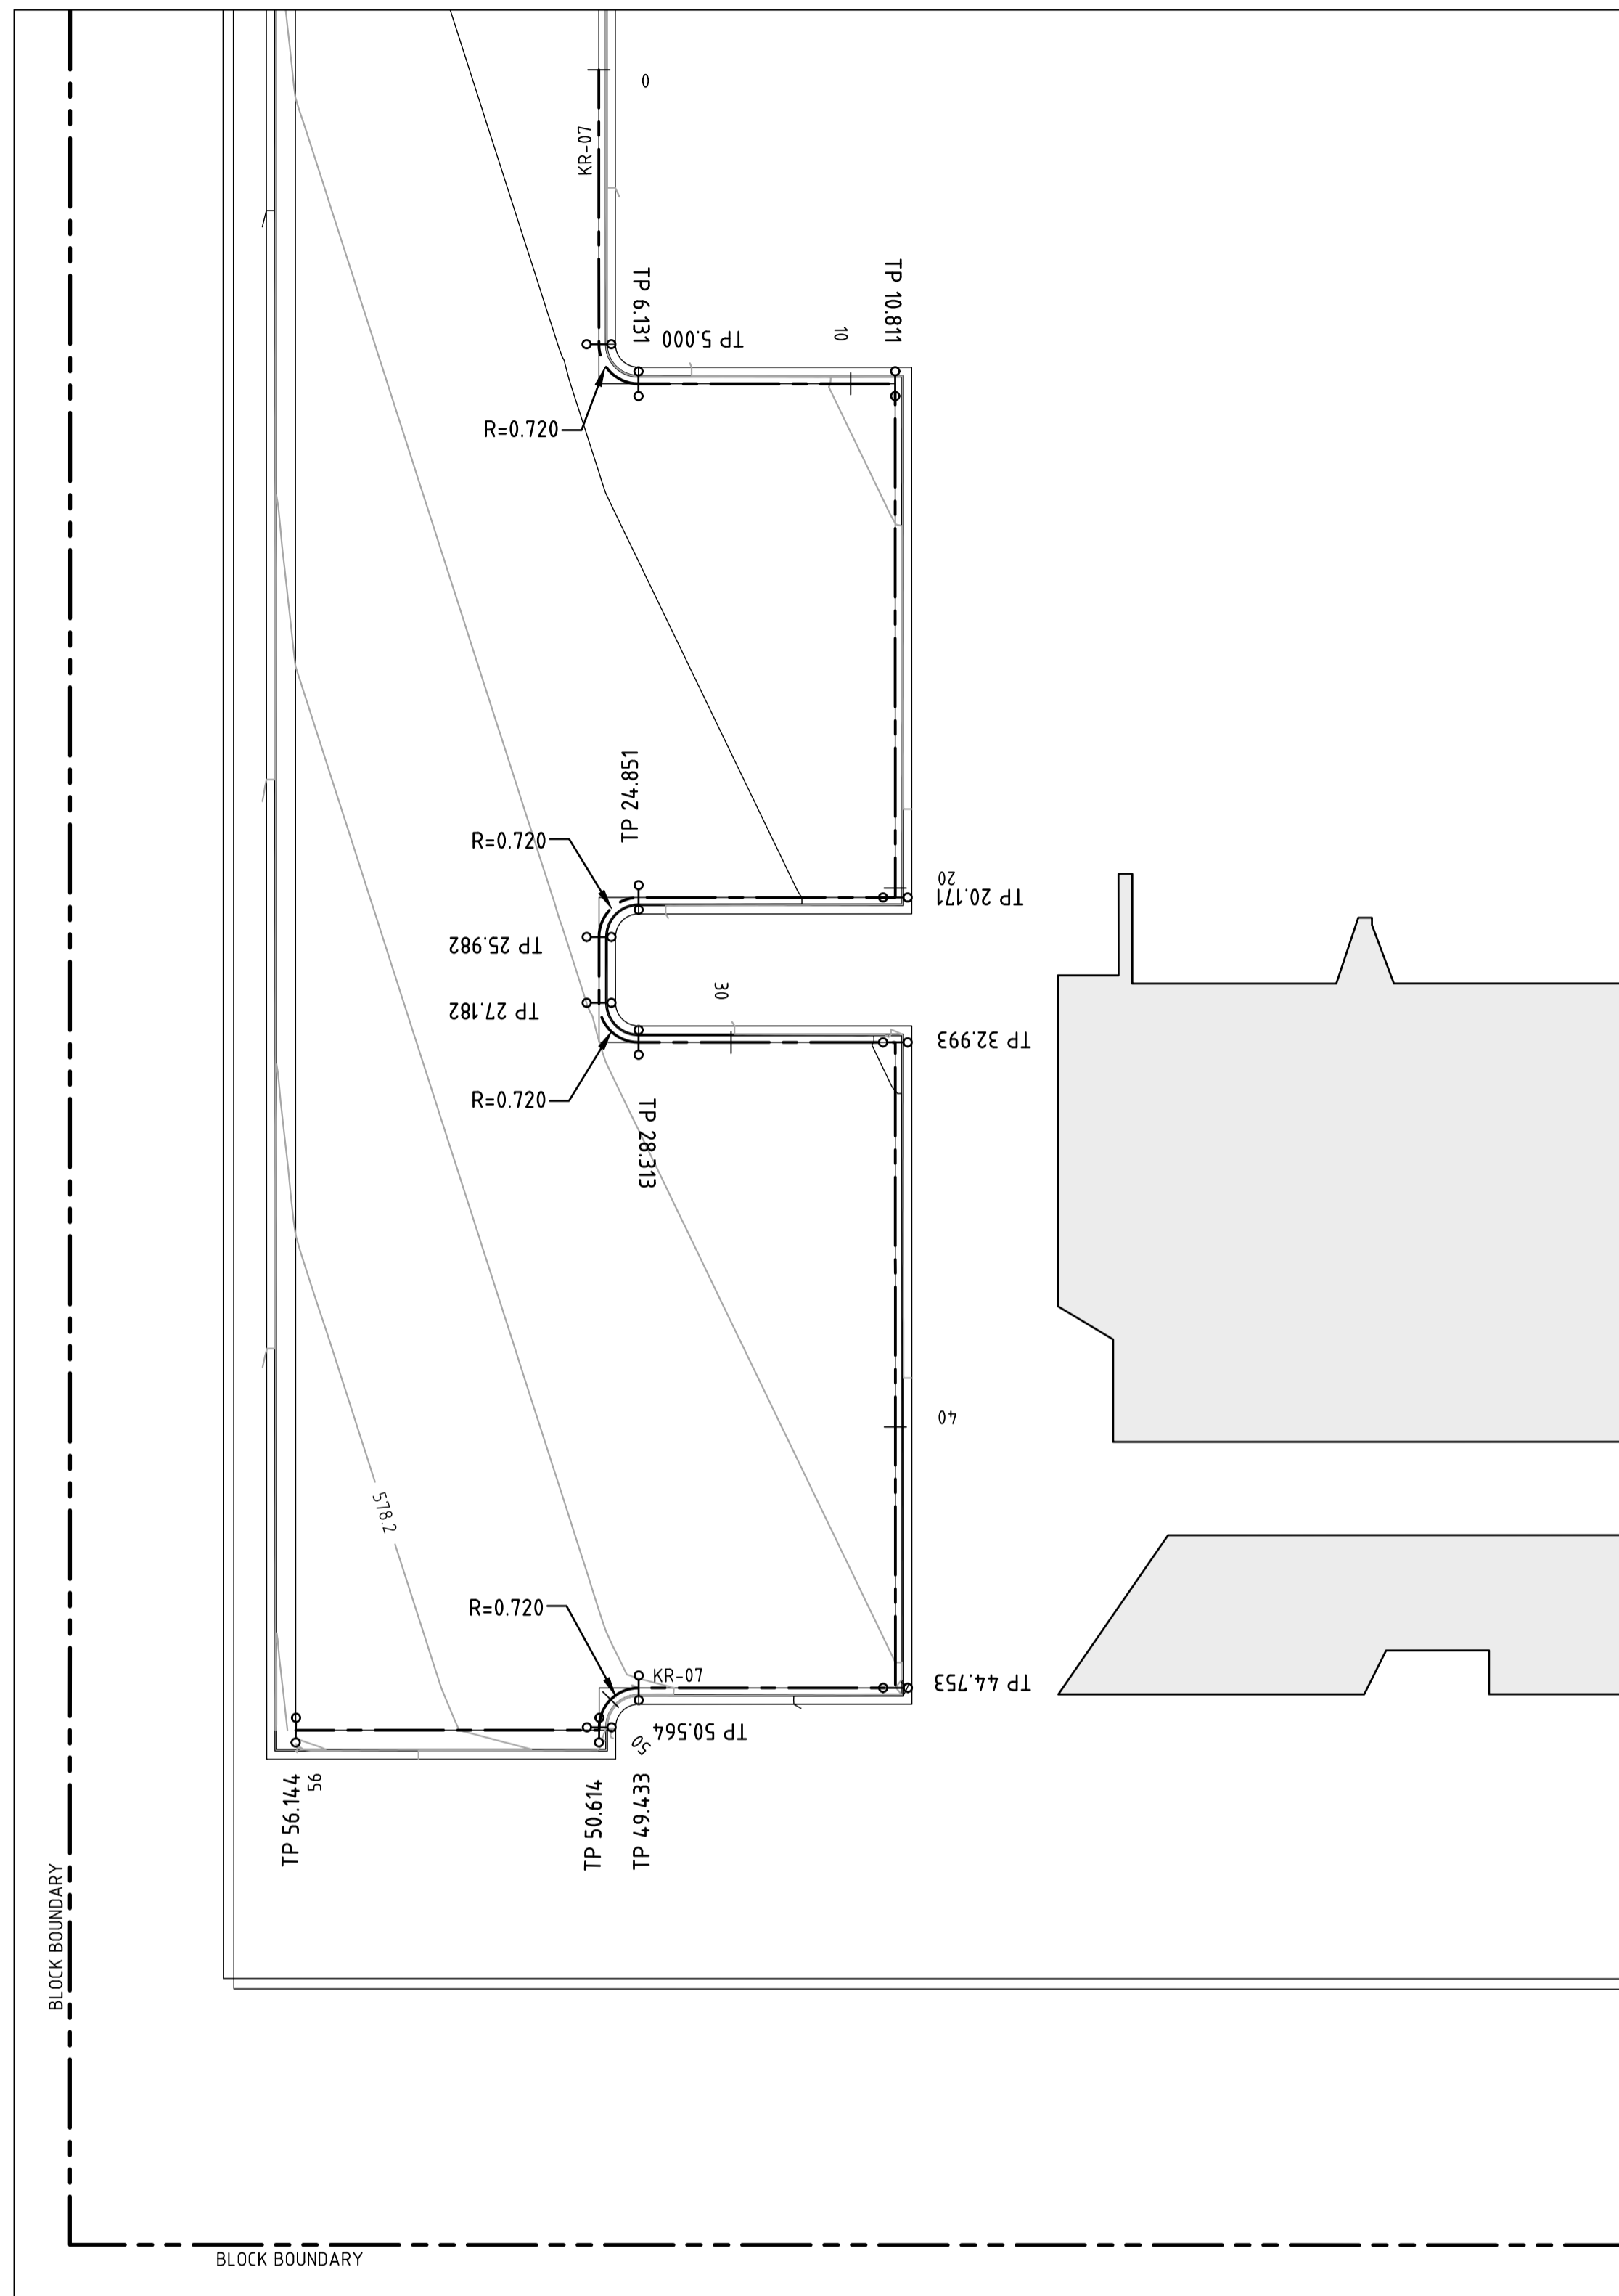 0
KR-07
TP 6.131
TP 10.811
TP 5.000
10
R=0.720
TP 24.851
R=0.720
20
TP 20.171
TP 25.982
30
TP 27.182
TP 32.993
R=0.720
TP 28.313
40
578.2
R=0.720
KR-07
TP 44.753
TP 50.564
50
TP 56.144
56
TP 50.614
TP 49.433
BLOCK BOUNDARY
BLOCK BOUNDARY